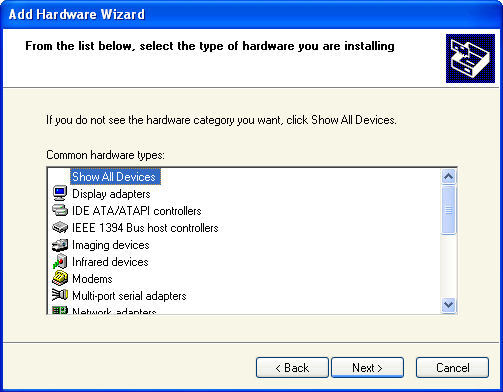 Add Hardware Wizard
From the list below, select the type of hardware you are installing
If you do not see the hardware category you want, click Show All Devices.
Common hardware types:
Show All Devices
Display adapters
IDE ATA/ATAPI controllers
IEEE 1394 Bus host controllers
Imaging devices
Infrared devices
Modems
Multi-port serial adapters
Network adapters
< Back
Next >
Cancel